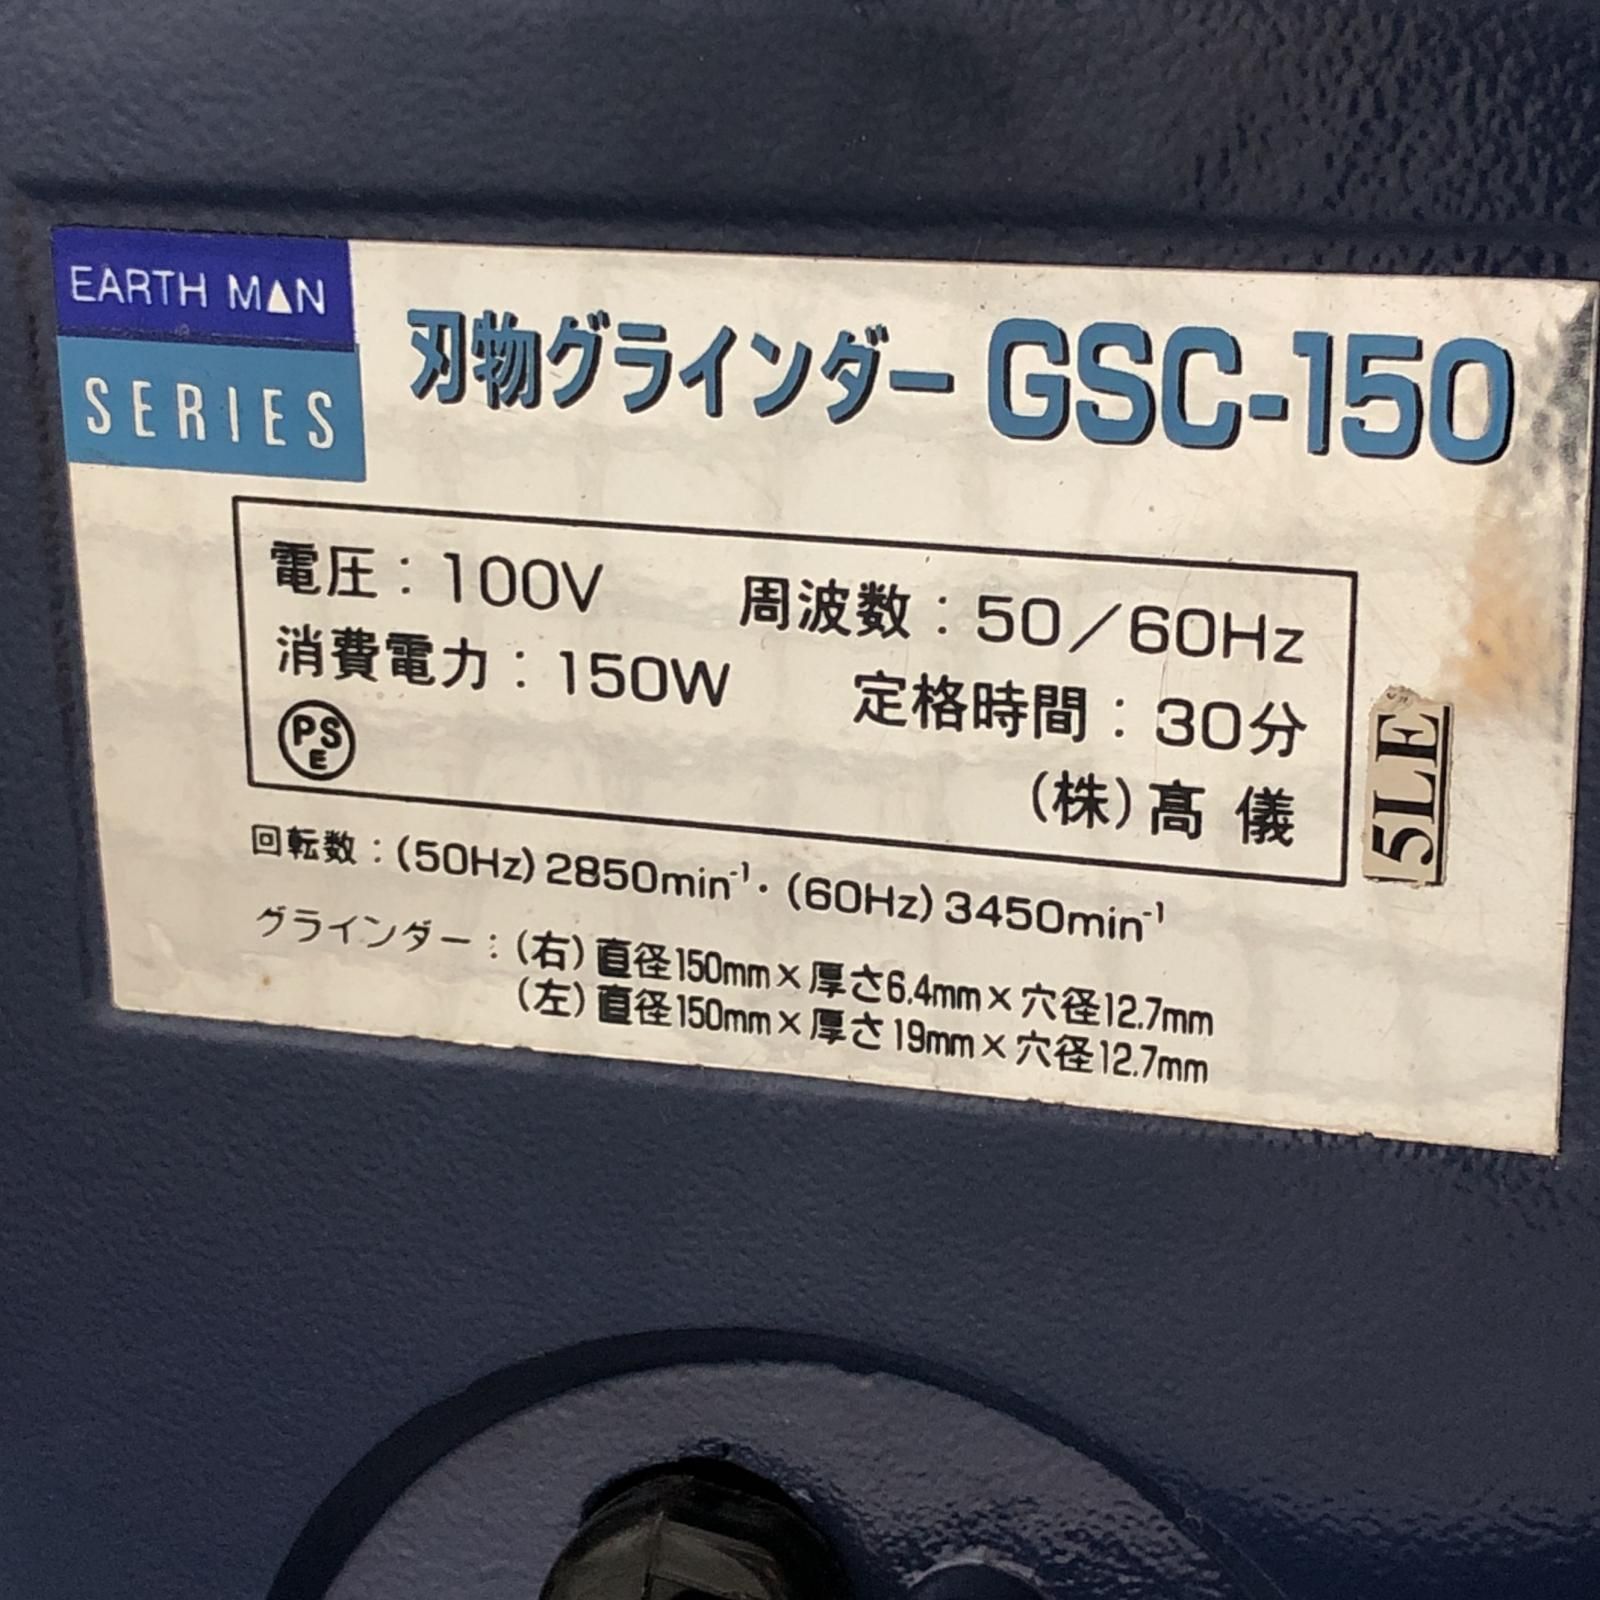 EARTH MAN
SERIES
刃物グラインダー GSC-150
電圧：100V 周波数：50／60Hz
消費電力：150W 定格時間：30分
PSE
(株)髙儀
5LE
回転数：(50Hz) 2850min⁻¹・(60Hz) 3450min⁻¹
グラインダー：(右) 直径150mm×厚さ6.4mm×穴径12.7mm
(左) 直径150mm×厚さ19mm×穴径12.7mm